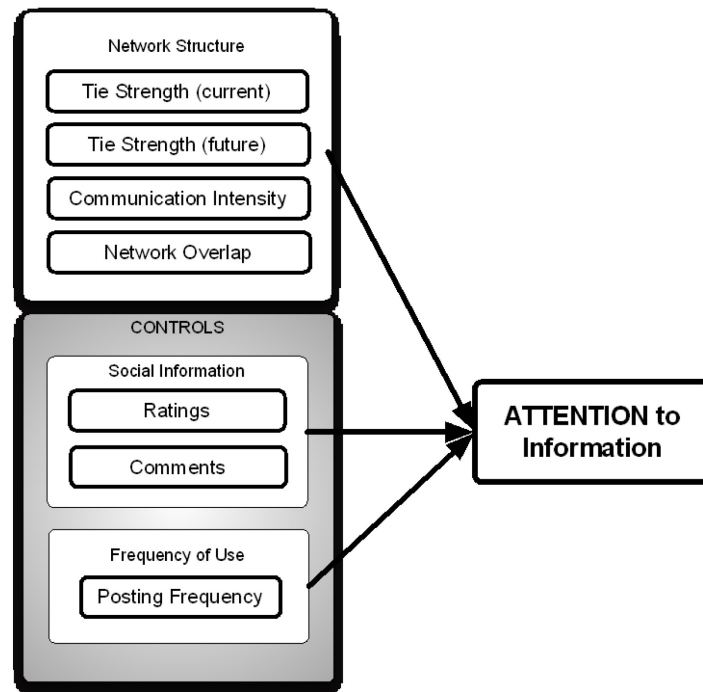 Network Structure
Tie Strength (current)
Tie Strength (future)
Communication Intensity
Network Overlap
CONTROLS
Social Information
Ratings
Comments
Frequency of Use
Posting Frequency
ATTENTION to
Information